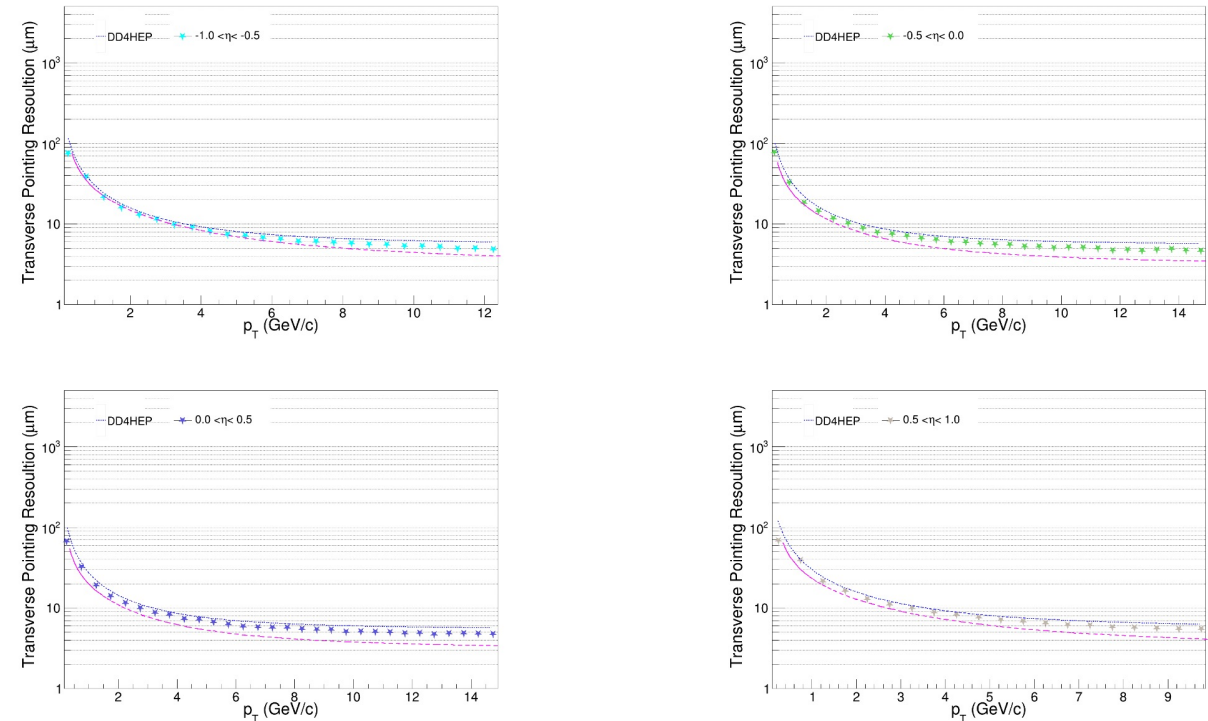 Transverse Pointing Resoultion (μm)
DD4HEP -1.0 <η< -0.5
10³
10²
10
1
2 4 6 8 10 12
p_T (GeV/c)
Transverse Pointing Resoultion (μm)
DD4HEP -0.5 <η< 0.0
10³
10²
10
1
2 4 6 8 10 12 14
p_T (GeV/c)
Transverse Pointing Resoultion (μm)
DD4HEP 0.0 <η< 0.5
10³
10²
10
1
2 4 6 8 10 12 14
p_T (GeV/c)
Transverse Pointing Resoultion (μm)
DD4HEP 0.5 <η< 1.0
10³
10²
10
1
1 2 3 4 5 6 7 8 9
p_T (GeV/c)